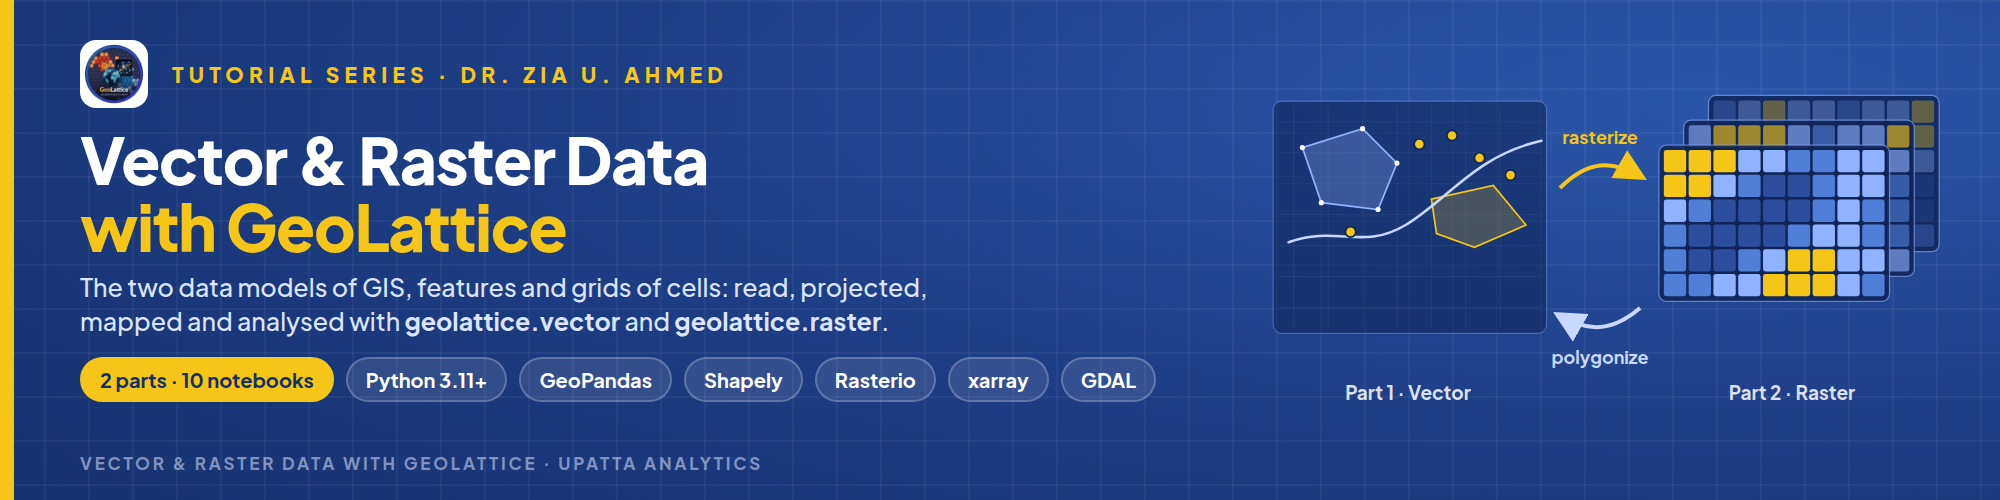 GeoLattice
TUTORIAL SERIES · DR. ZIA U. AHMED
Vector & Raster Data
with GeoLattice
The two data models of GIS, features and grids of cells: read, projected,
mapped and analysed with geolattice.vector and geolattice.raster.
2 parts · 10 notebooks
Python 3.11+
GeoPandas
Shapely
Rasterio
xarray
GDAL
rasterize
polygonize
Part 1 · Vector
Part 2 · Raster
VECTOR & RASTER DATA WITH GEOLATTICE · UPATTA ANALYTICS